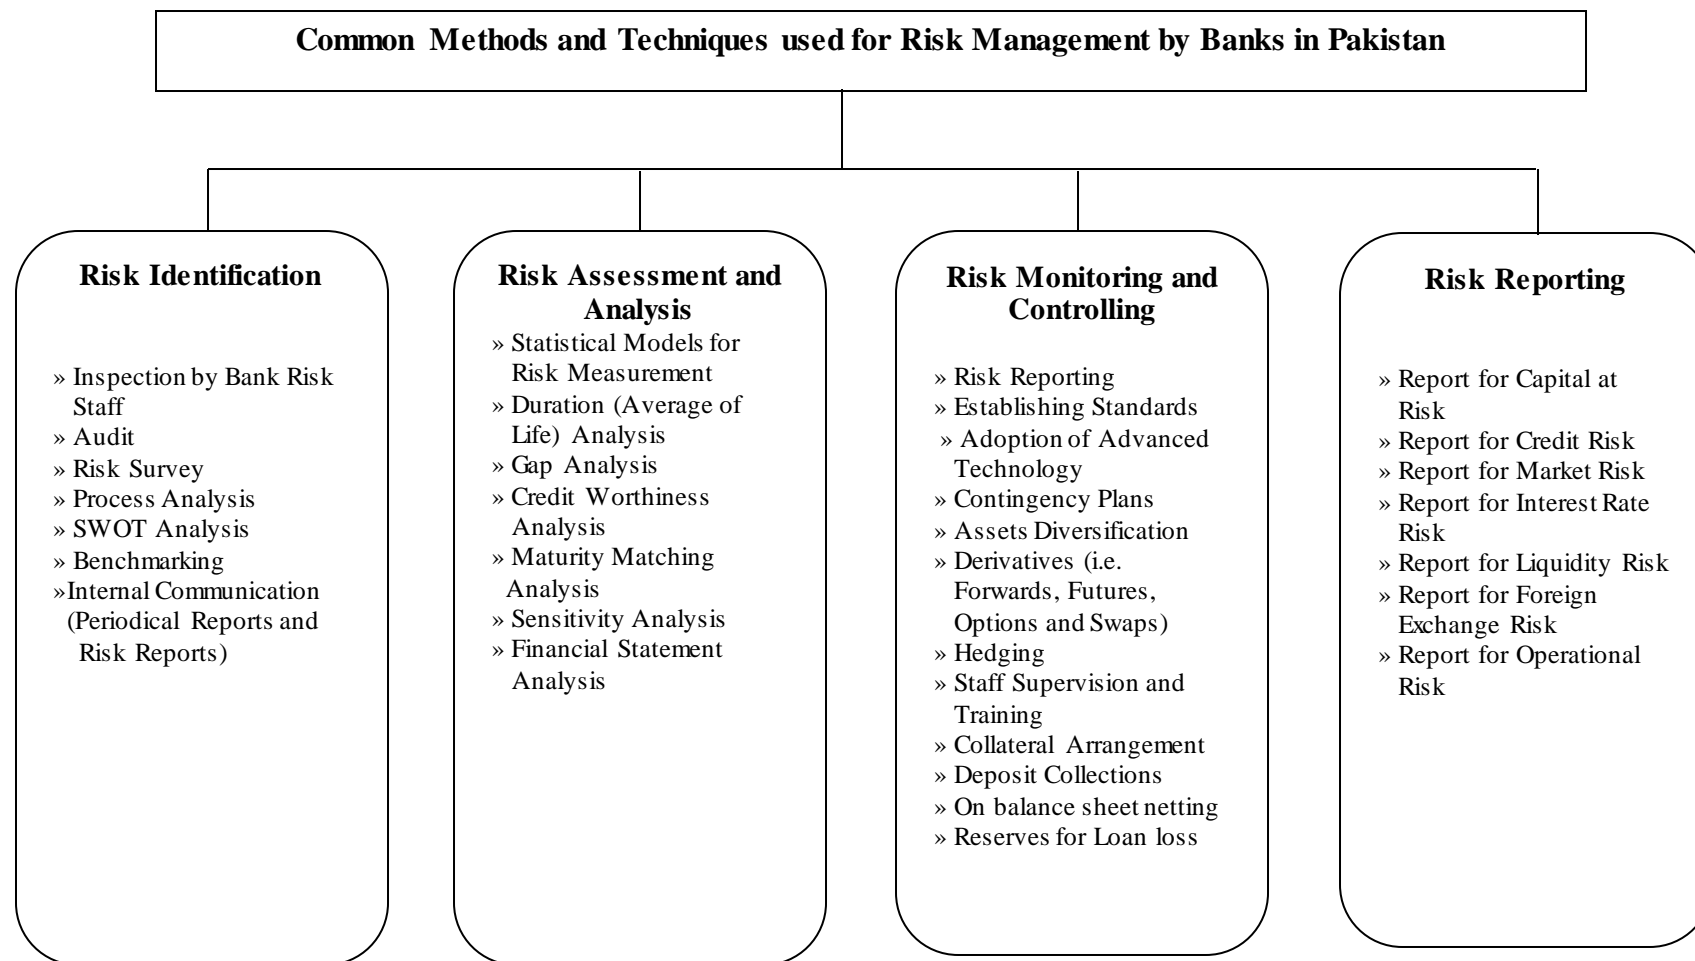 Common Methods and Techniques used for Risk Management by Banks in Pakistan
Risk Identification
» Inspection by Bank Risk
Staff
» Audit
» Risk Survey
» Process Analysis
» SWOT Analysis
» Benchmarking
»Internal Communication
(Periodical Reports and
Risk Reports)
Risk Assessment and
Analysis
» Statistical Models for
Risk Measurement
» Duration (Average of
Life) Analysis
» Gap Analysis
» Credit Worthiness
Analysis
» Maturity Matching
Analysis
» Sensitivity Analysis
» Financial Statement
Analysis
Risk Monitoring and
Controlling
» Risk Reporting
» Establishing Standards
» Adoption of Advanced
Technology
» Contingency Plans
» Assets Diversification
» Derivatives (i.e.
Forwards, Futures,
Options and Swaps)
» Hedging
» Staff Supervision and
Training
» Collateral Arrangement
» Deposit Collections
» On balance sheet netting
» Reserves for Loan loss
Risk Reporting
» Report for Capital at
Risk
» Report for Credit Risk
» Report for Market Risk
» Report for Interest Rate
Risk
» Report for Liquidity Risk
» Report for Foreign
Exchange Risk
» Report for Operational
Risk